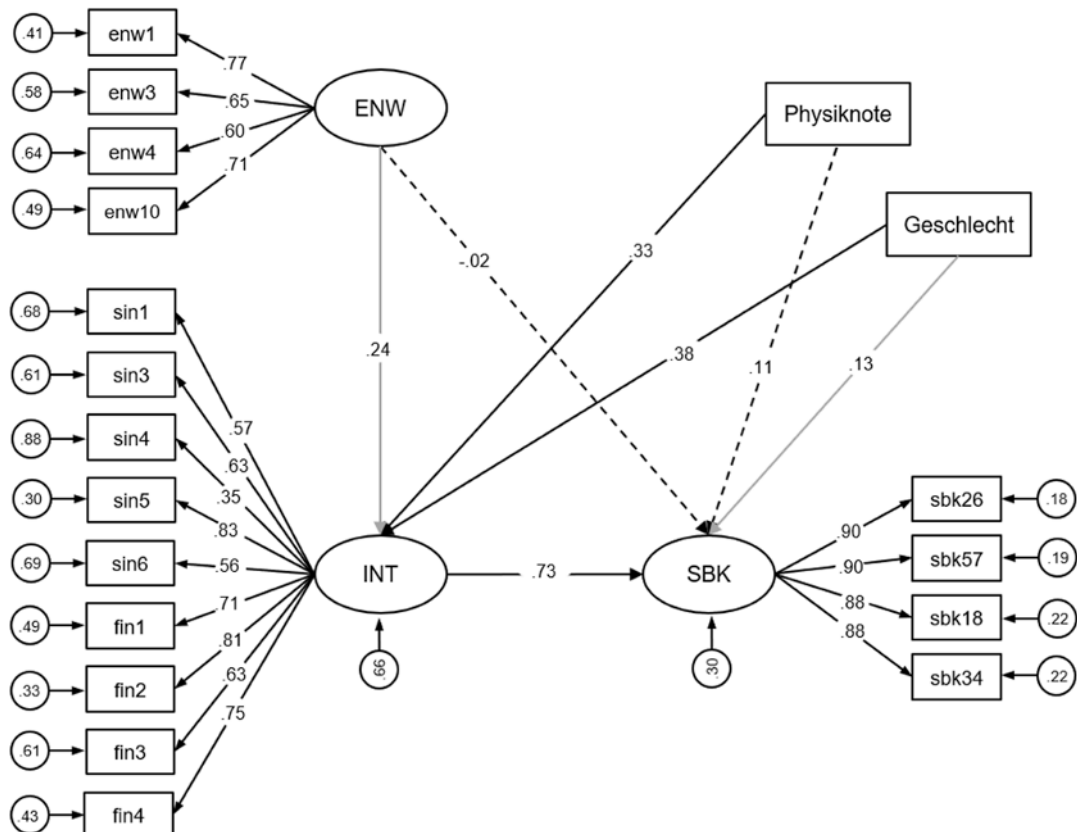 .41
enw1
.77
.58
enw3
.65
.64
enw4
.60
.49
enw10
.71
ENW
Physiknote
Geschlecht
-.02
.33
.24
.38
.11
.13
.68
sin1
.57
.61
sin3
.63
.88
sin4
.35
.30
sin5
.83
.69
sin6
.56
.49
fin1
.71
.33
fin2
.81
.61
fin3
.63
.43
fin4
.75
INT
.66
.73
SBK
.30
.90
sbk26
.18
.90
sbk57
.19
.88
sbk18
.22
.88
sbk34
.22